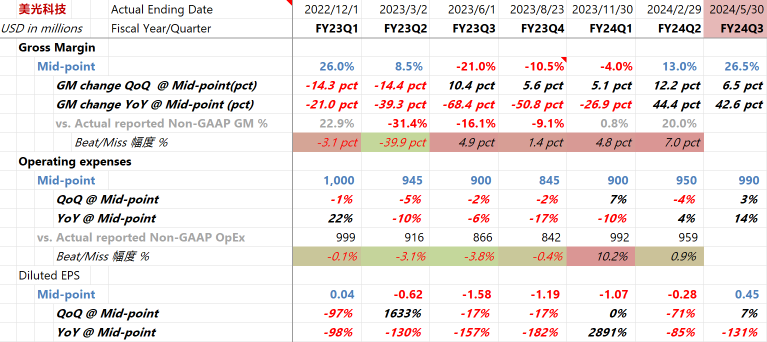 美光科技 Actual Ending Date 2022/12/1 2023/3/2 2023/6/1 2023/8/23 2023/11/30 2024/2/29 2024/5/30
USD in millions Fiscal Year/Quarter FY23Q1 FY23Q2 FY23Q3 FY23Q4 FY24Q1 FY24Q2 FY24Q3
Gross Margin
Mid-point 26.0% 8.5% -21.0% -10.5% -4.0% 13.0% 26.5%
GM change QoQ @ Mid-point(pct) -14.3 pct -14.4 pct 10.4 pct 5.6 pct 5.1 pct 12.2 pct 6.5 pct
GM change YoY @ Mid-point (pct) -21.0 pct -39.3 pct -68.4 pct -50.8 pct -26.9 pct 44.4 pct 42.6 pct
vs. Actual reported Non-GAAP GM % 22.9% -31.4% -16.1% -9.1% 0.8% 20.0%
Beat/Miss 幅度 % -3.1 pct -39.9 pct 4.9 pct 1.4 pct 4.8 pct 7.0 pct
Operating expenses
Mid-point 1,000 945 900 845 900 950 990
QoQ @ Mid-point -1% -5% -2% -2% 7% -4% 3%
YoY @ Mid-point 22% -10% -6% -17% -10% 4% 14%
vs. Actual reported Non-GAAP OpEx 999 916 866 842 992 959
Beat/Miss 幅度 % -0.1% -3.1% -3.8% -0.4% 10.2% 0.9%
Diluted EPS
Mid-point 0.04 -0.62 -1.58 -1.19 -1.07 -0.28 0.45
QoQ @ Mid-point -97% 1633% -17% -17% 0% -71% 7%
YoY @ Mid-point -98% -130% -157% -182% 2891% -85% -131%